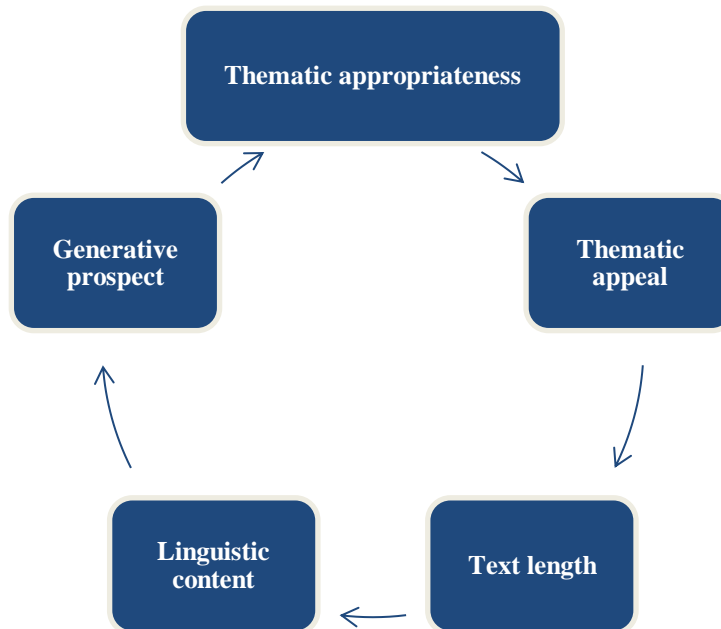 Thematic appropriateness
Thematic
appeal
Text length
Linguistic
content
Generative
prospect